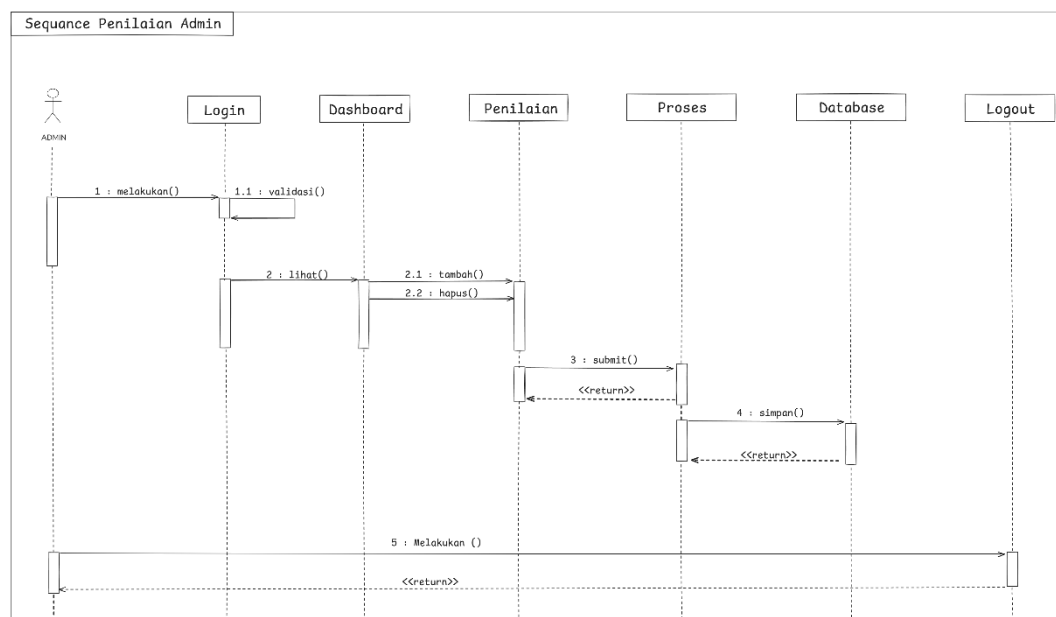 Sequance Penilaian Admin
ADMIN
Login
Dashboard
Penilaian
Proses
Database
Logout
1 : melakukan()
1.1 : validasi()
2 : lihat()
2.1 : tambah()
2.2 : hapus()
3 : submit()
<<return>>
4 : simpan()
<<return>>
5 : Melakukan ()
<<return>>